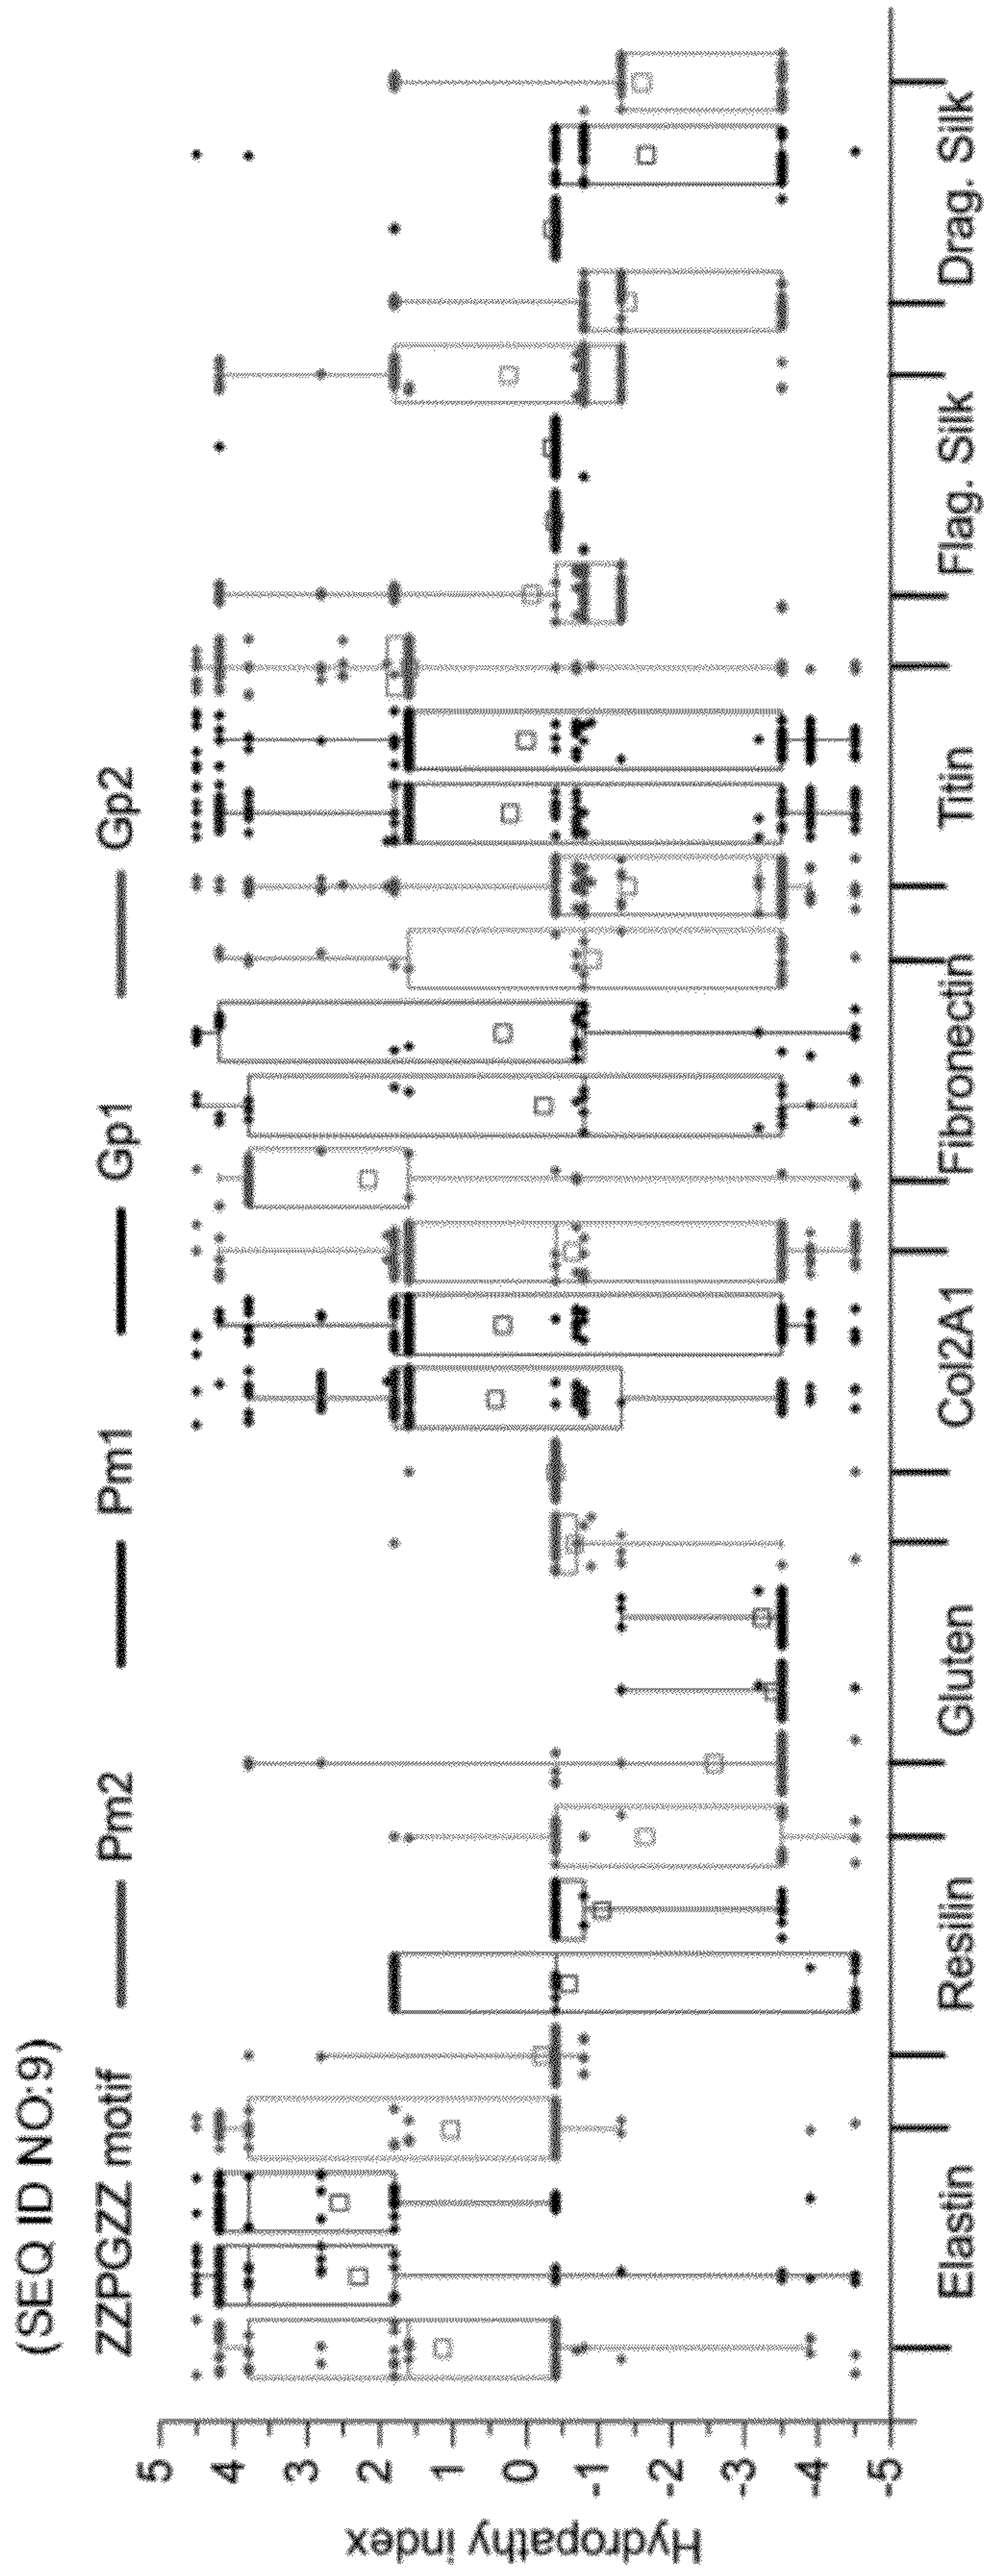 (SEQ ID NO:9)
ZZPGZZ motif
Pm2
Pm1
Gp1
Gp2
Hydropathy index
5
4
3
2
1
0
-1
-2
-3
-4
-5
Elastin
Resilin
Gluten
Col2A1
Fibronectin
Titin
Flag. Silk
Drag. Silk